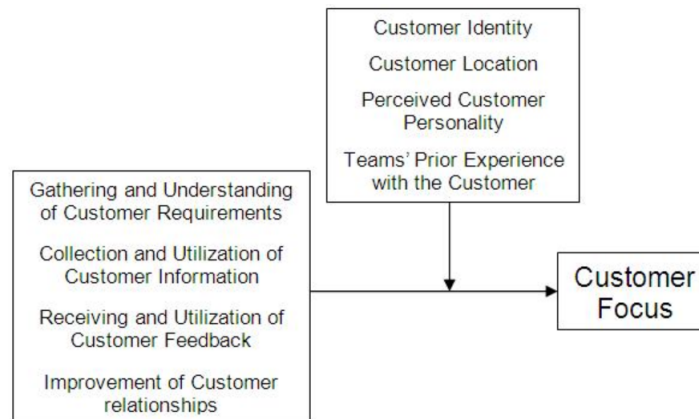 Customer Identity
Customer Location
Perceived Customer
Personality
Teams' Prior Experience
with the Customer
Gathering and Understanding
of Customer Requirements
Collection and Utilization of
Customer Information
Receiving and Utilization of
Customer Feedback
Improvement of Customer
relationships
Customer
Focus